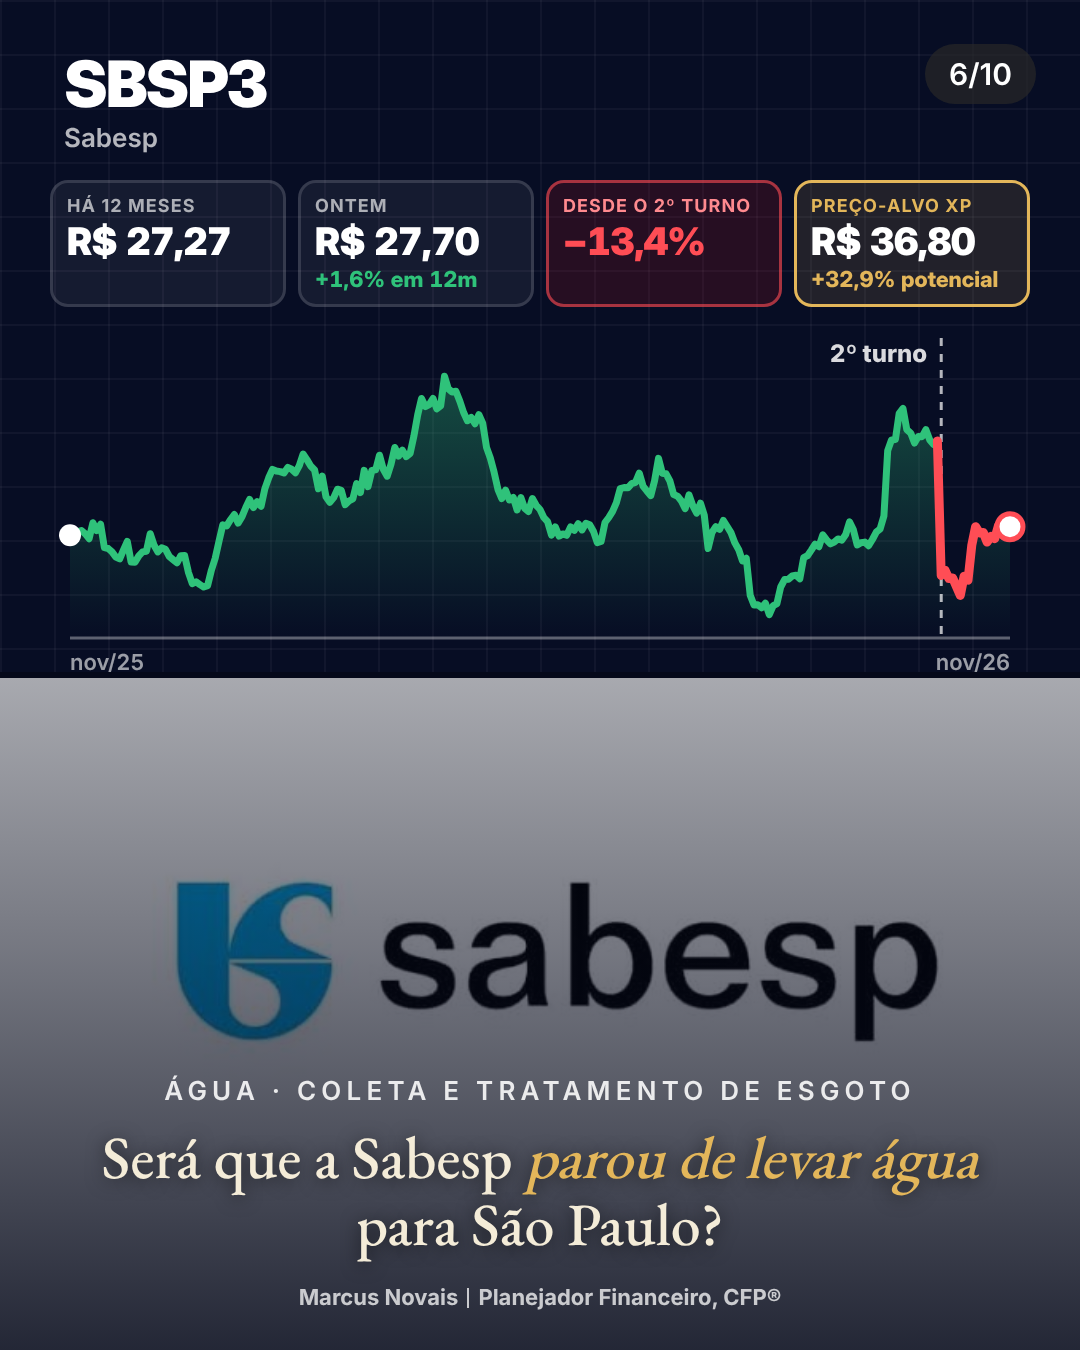 SBSP3
6/10
Sabesp
HÁ 12 MESES
R$ 27,27
ONTEM
R$ 27,70
+1,6% em 12m
DESDE O 2º TURNO
−13,4%
PREÇO-ALVO XP
R$ 36,80
+32,9% potencial
2º turno
nov/25
nov/26
sabesp
ÁGUA · COLETA E TRATAMENTO DE ESGOTO
Será que a Sabesp parou de levar água
para São Paulo?
Marcus Novais | Planejador Financeiro, CFP®